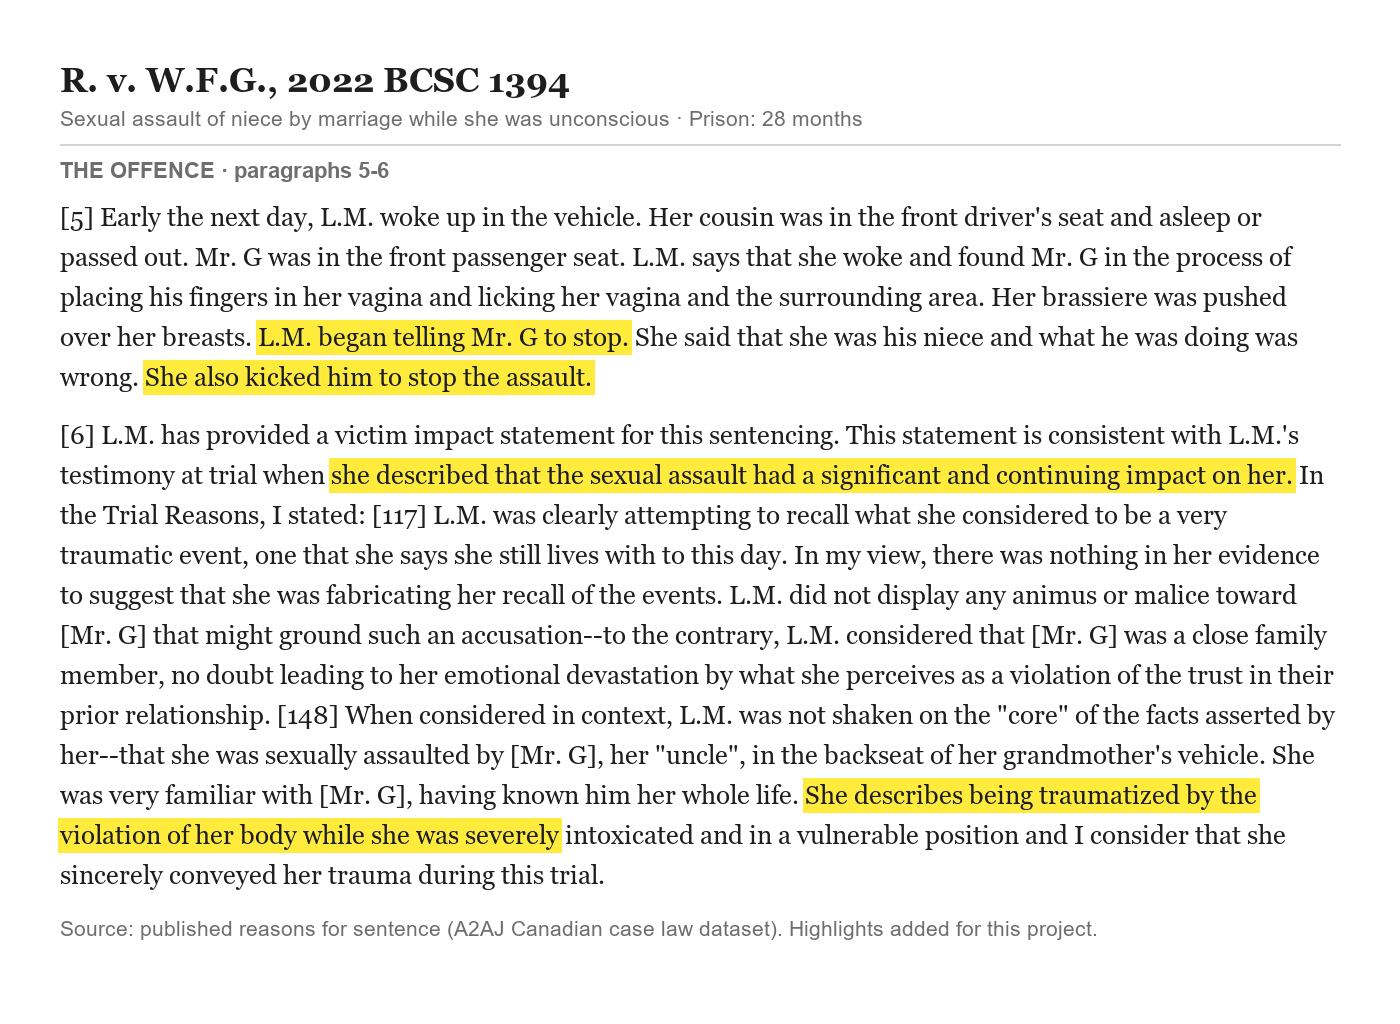 R. v. W.F.G., 2022 BCSC 1394
Sexual assault of niece by marriage while she was unconscious · Prison: 28 months
THE OFFENCE · paragraphs 5-6
[5] Early the next day, L.M. woke up in the vehicle. Her cousin was in the front driver's seat and asleep or
passed out. Mr. G was in the front passenger seat. L.M. says that she woke and found Mr. G in the process of
placing his fingers in her vagina and licking her vagina and the surrounding area. Her brassiere was pushed
over her breasts. L.M. began telling Mr. G to stop. She said that she was his niece and what he was doing was
wrong. She also kicked him to stop the assault.
[6] L.M. has provided a victim impact statement for this sentencing. This statement is consistent with L.M.'s
testimony at trial when she described that the sexual assault had a significant and continuing impact on her. In
the Trial Reasons, I stated: [117] L.M. was clearly attempting to recall what she considered to be a very
traumatic event, one that she says she still lives with to this day. In my view, there was nothing in her evidence
to suggest that she was fabricating her recall of the events. L.M. did not display any animus or malice toward
[Mr. G] that might ground such an accusation--to the contrary, L.M. considered that [Mr. G] was a close family
member, no doubt leading to her emotional devastation by what she perceives as a violation of the trust in their
prior relationship. [148] When considered in context, L.M. was not shaken on the "core" of the facts asserted by
her--that she was sexually assaulted by [Mr. G], her "uncle", in the backseat of her grandmother's vehicle. She
was very familiar with [Mr. G], having known him her whole life. She describes being traumatized by the
violation of her body while she was severely intoxicated and in a vulnerable position and I consider that she
sincerely conveyed her trauma during this trial.
Source: published reasons for sentence (A2AJ Canadian case law dataset). Highlights added for this project.